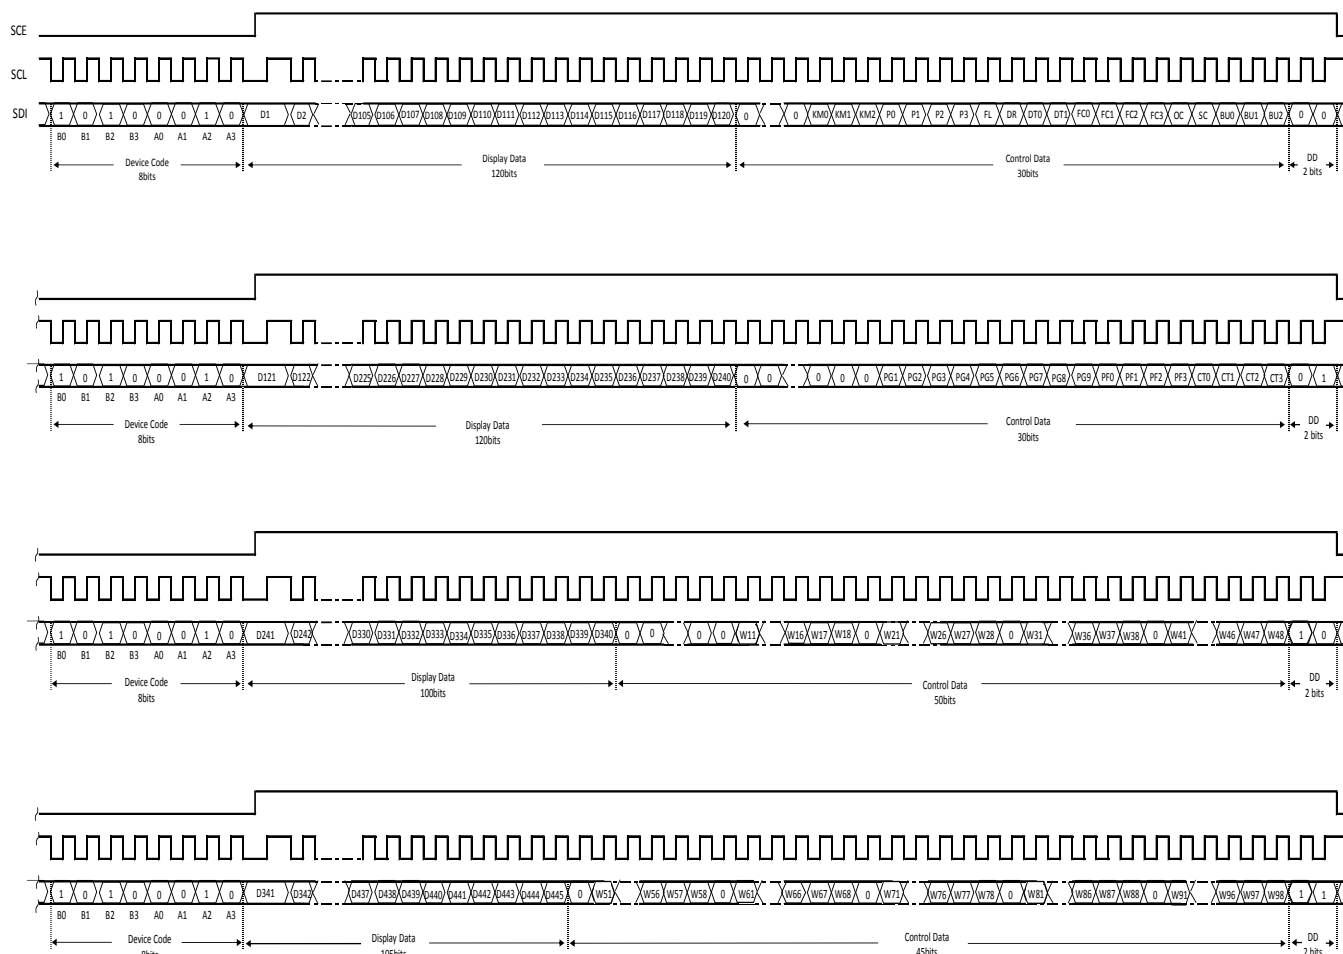 SCE
SCL
SDI 1 0 1 0 0 0 1 0 D1 D2 D105 D106 D107 D108 D109 D110 D111 D112 D113 D114 D115 D116 D117 D118 D119 D120 0 0 KM0 KM1 KM2 P0 P1 P2 P3 FL DR DT0 DT1 FC0 FC1 FC2 FC3 OC SC BU0 BU1 BU2 0 0
B0 B1 B2 B3 A0 A1 A2 A3
Device Code Display Data Control Data DD
8bits 120bits 30bits 2 bits
1 0 1 0 0 0 1 0 D121 D122 D225 D226 D227 D228 D229 D230 D231 D232 D233 D234 D235 D236 D237 D238 D239 D240 0 0 0 0 0 PG1 PG2 PG3 PG4 PG5 PG6 PG7 PG8 PG9 PF0 PF1 PF2 PF3 CT0 CT1 CT2 CT3 0 1
B0 B1 B2 B3 A0 A1 A2 A3
Device Code Display Data Control Data DD
8bits 120bits 30bits 2 bits
1 0 1 0 0 0 1 0 D241 D242 D330 D331 D332 D333 D334 D335 D336 D337 D338 D339 D340 0 0 0 0 W11 W16 W17 W18 0 W21 W26 W27 W28 0 W31 W36 W37 W38 0 W41 W46 W47 W48 1 0
B0 B1 B2 B3 A0 A1 A2 A3
Device Code Display Data Control Data DD
8bits 100bits 50bits 2 bits
1 0 1 0 0 0 1 0 D341 D342 D437 D438 D439 D440 D441 D442 D443 D444 D445 0 W51 W56 W57 W58 0 W61 W66 W67 W68 0 W71 W76 W77 W78 0 W81 W86 W87 W88 0 W91 W96 W97 W98 1 1
B0 B1 B2 B3 A0 A1 A2 A3
Device Code Display Data Control Data DD
8bits 105bits 45bits 2 bits